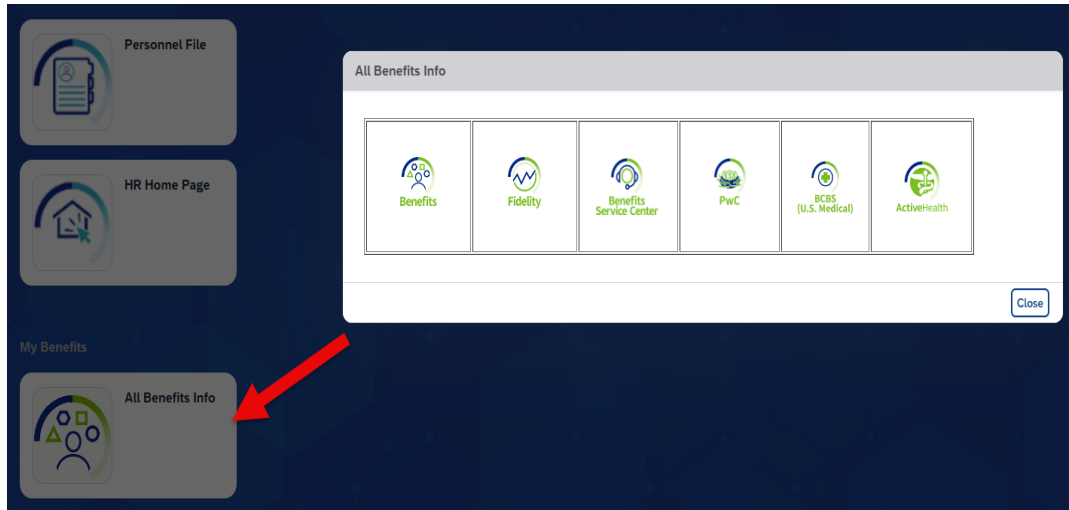 Personnel File
HR Home Page
My Benefits
All Benefits Info
All Benefits Info
Benefits
Fidelity
Benefits
Service Center
PwC
BCBS
(U.S. Medical)
ActiveHealth
Close